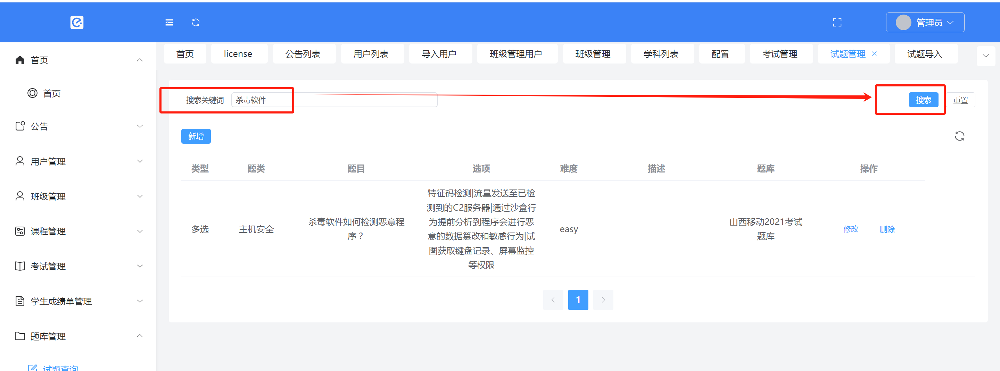 管理员
首页
首页
公告
用户管理
班级管理
课程管理
考试管理
学生成绩单管理
题库管理
试题查询
首页 license 公告列表 用户列表 导入用户 班级管理用户 班级管理 学科列表 配置 考试管理 试题管理 试题导入
搜索关键词 杀毒软件 搜索 重置
新增
类型 题类 题目 选项 难度 描述 题库 操作
多选
主机安全
杀毒软件如何检测恶意程
序？
特征码检测|流量发送至已检
测到的C2服务器|通过沙盒行
为提前分析到程序会进行恶
意的数据篡改和敏感行为|试
图获取键盘记录、屏幕监控
等权限
easy
山西移动2021考试
题库
修改 删除
1